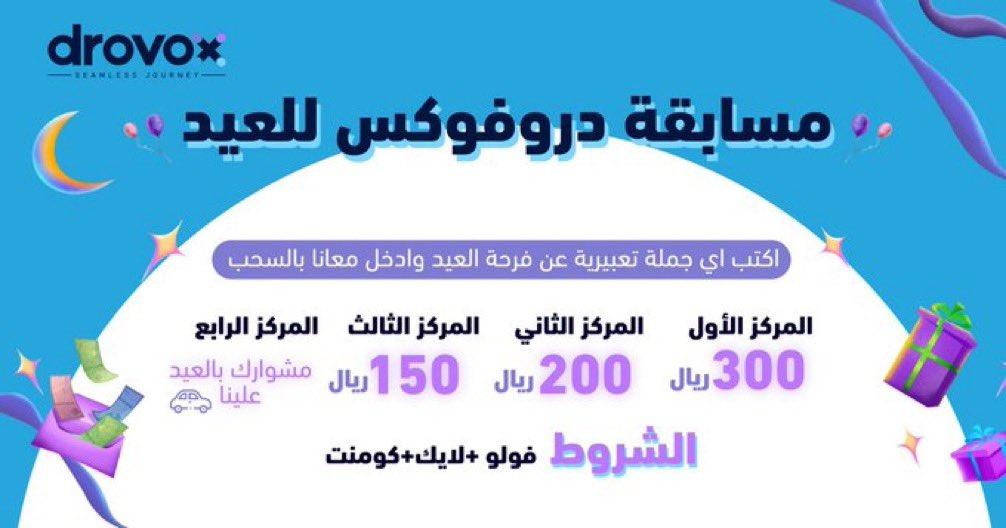 drovox
SEAMLESS JOURNEY
مسابقة دروفوكس للعيد
اكتب اي جملة تعبيرية عن فرحة العيد وادخل معانا بالسحب
المركز الأول
300 ريال
المركز الثاني
200 ريال
المركز الثالث
150 ريال
المركز الرابع
مشوارك بالعيد
علينا
الشروط فولو +لايك+كومنت